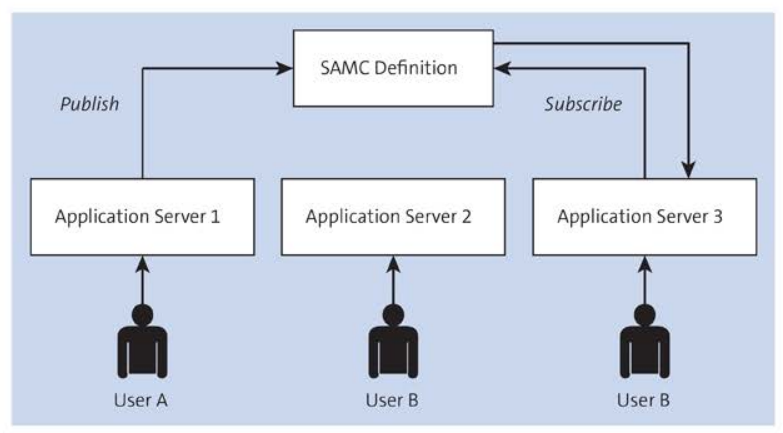 SAMC Definition
Publish
Subscribe
Application Server 1
Application Server 2
Application Server 3
User A
User B
User B